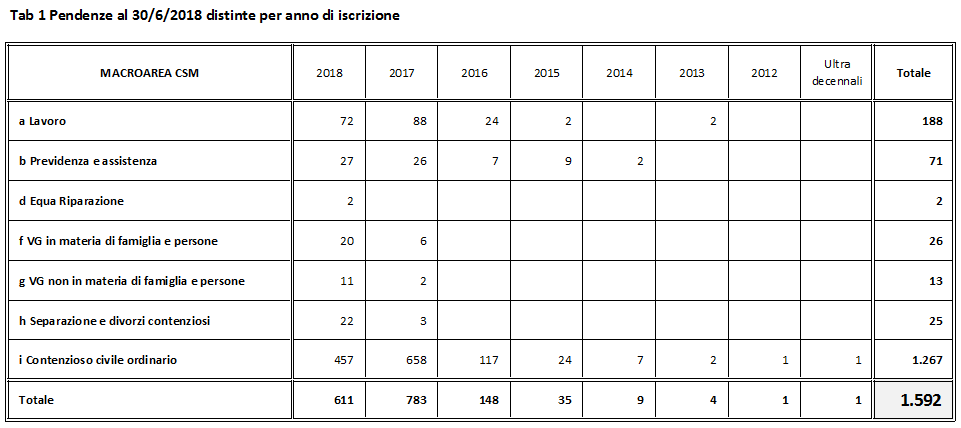 Tab 1 Pendenze al 30/6/2018 distinte per anno di iscrizione
MACROAREA CSM 2018 2017 2016 2015 2014 2013 2012 Ultra decennali Totale
a Lavoro 72 88 24 2 2 188
b Previdenza e assistenza 27 26 7 9 2 71
d Equa Riparazione 2 2
f VG in materia di famiglia e persone 20 6 26
g VG non in materia di famiglia e persone 11 2 13
h Separazione e divorzi contenziosi 22 3 25
i Contenzioso civile ordinario 457 658 117 24 7 2 1 1 1.267
Totale 611 783 148 35 9 4 1 1 1.592